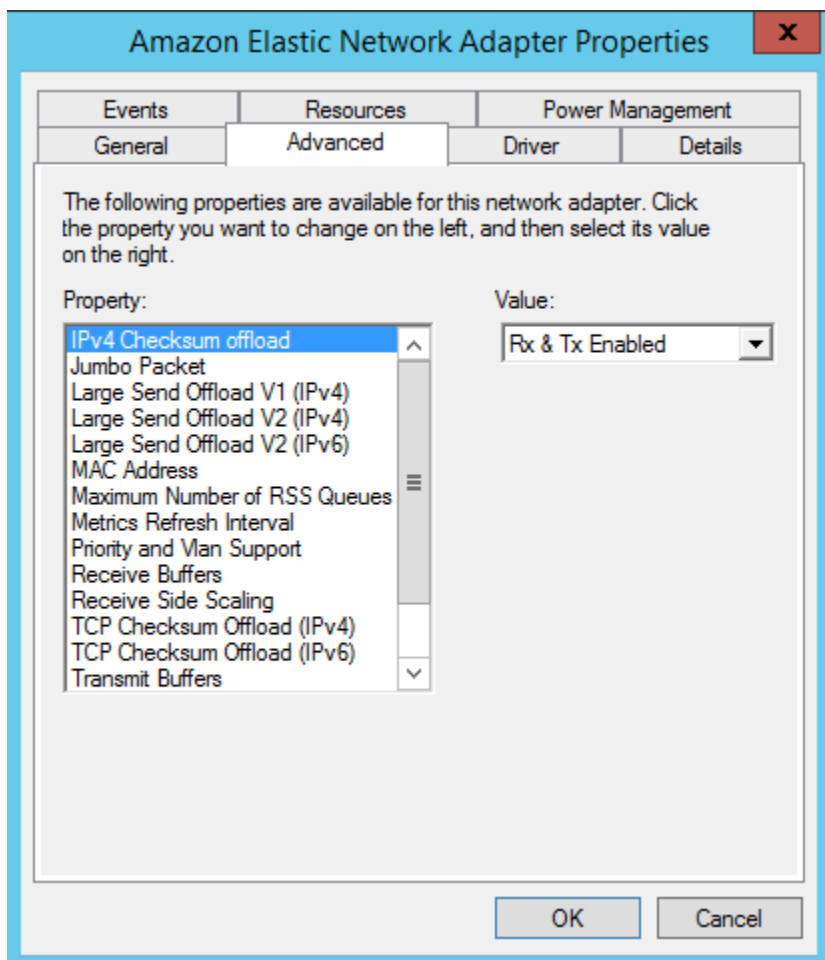 Amazon Elastic Network Adapter Properties
x
Events Resources Power Management
General Advanced Driver Details
The following properties are available for this network adapter. Click
the property you want to change on the left, and then select its value
on the right.
Property:
Value:
IPv4 Checksum offload
Jumbo Packet
Large Send Offload V1 (IPv4)
Large Send Offload V2 (IPv4)
Large Send Offload V2 (IPv6)
MAC Address
Maximum Number of RSS Queues
Metrics Refresh Interval
Priority and Vlan Support
Receive Buffers
Receive Side Scaling
TCP Checksum Offload (IPv4)
TCP Checksum Offload (IPv6)
Transmit Buffers
Rx & Tx Enabled
OK Cancel